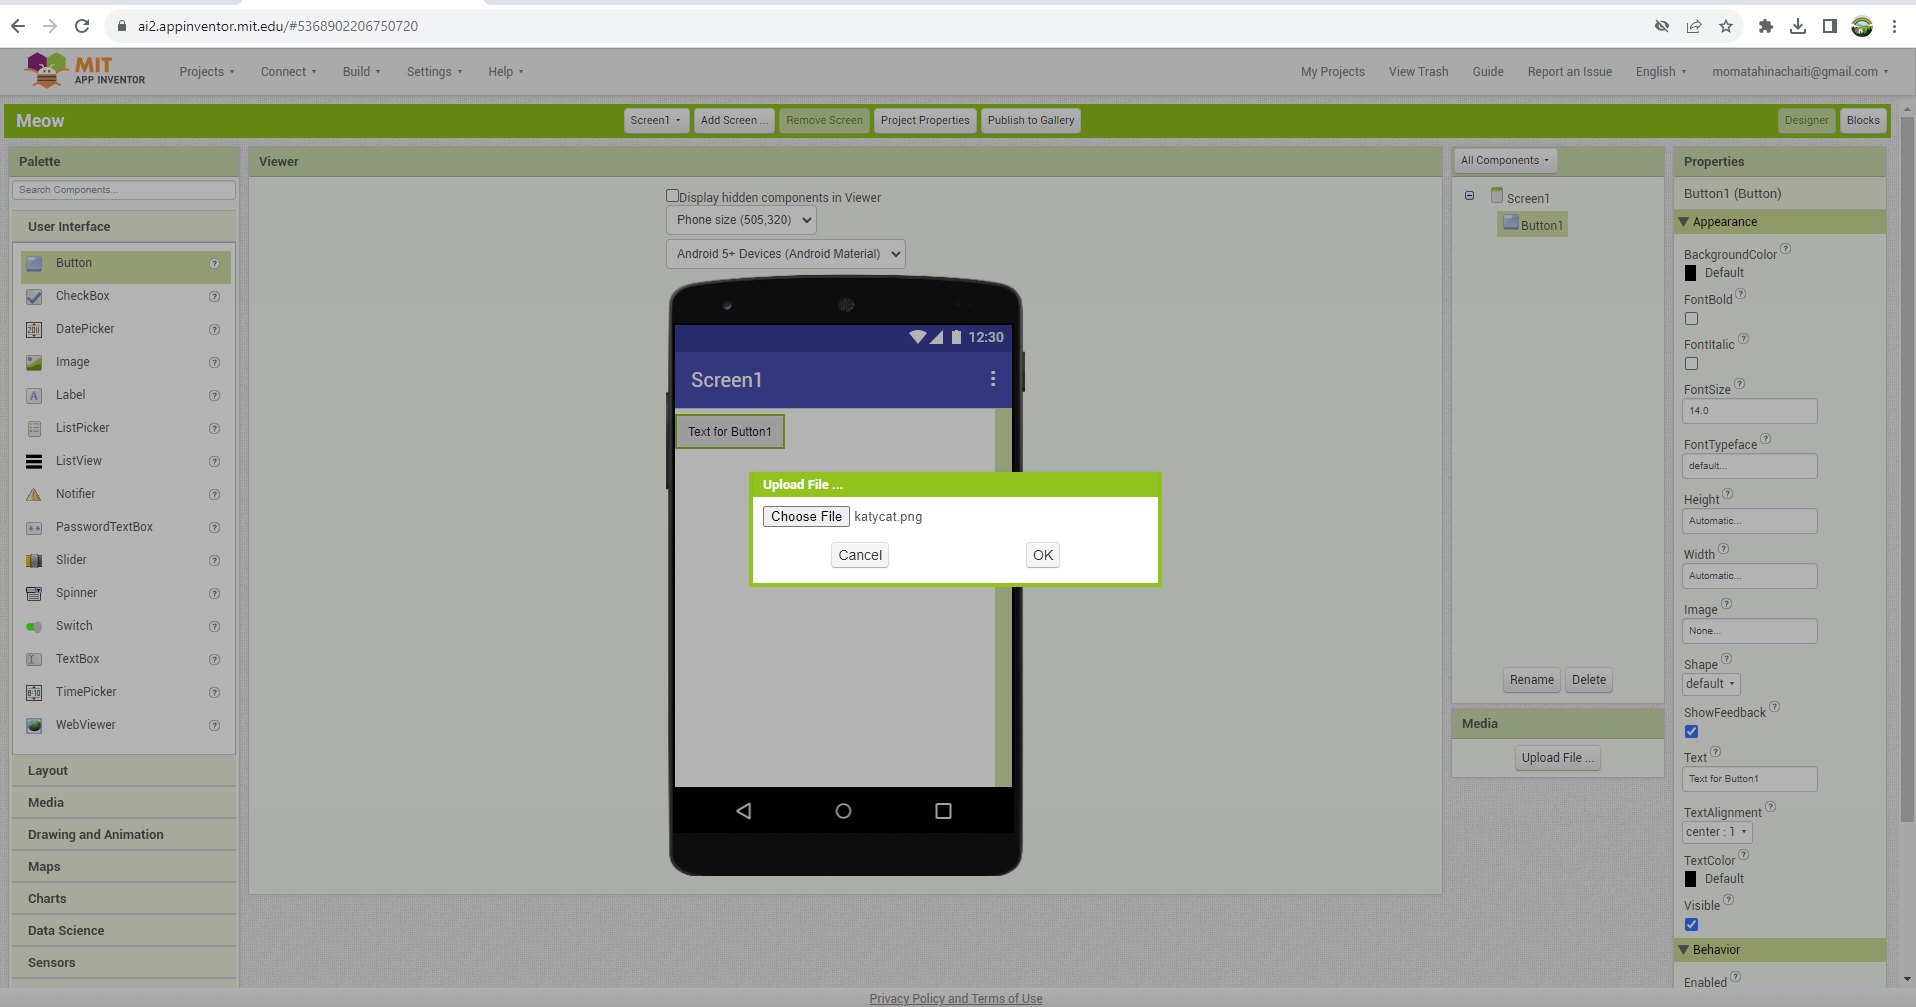 ai2.appinventor.mit.edu/#5368902206750720
MIT
APP INVENTOR
Projects Connect Build Settings Help My Projects View Trash Guide Report an Issue English momatahinachaiti@gmail.com
Meow Screen1 Add Screen ... Remove Screen Project Properties Publish to Gallery Designer Blocks
Palette
Search Components...
User Interface
Button ?
CheckBox ?
DatePicker ?
Image ?
Label ?
ListPicker ?
ListView ?
Notifier ?
PasswordTextBox ?
Slider ?
Spinner ?
Switch ?
TextBox ?
TimePicker ?
WebViewer ?
Layout
Media
Drawing and Animation
Maps
Charts
Data Science
Sensors
Viewer
Display hidden components in Viewer
Phone size (505,320)
Android 5+ Devices (Android Material)
12:30
Screen1
Text for Button1
Upload File ...
Choose File katycat.png
Cancel OK
All Components
Screen1
Button1
Rename Delete
Media
Upload File ...
Properties
Button1 (Button)
Appearance
BackgroundColor ?
Default
FontBold ?
FontItalic ?
FontSize ?
14.0
FontTypeface ?
default...
Height ?
Automatic...
Width ?
Automatic...
Image ?
None...
Shape ?
default
ShowFeedback ?
Text ?
Text for Button1
TextAlignment ?
center : 1
TextColor ?
Default
Visible ?
Behavior
Enabled ?
Privacy Policy and Terms of Use